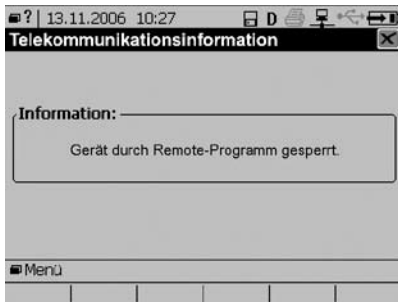 ? 13.11.2006 10:27 D
Telekommunikationsinformation
Information:
Gerät durch Remote-Programm gesperrt.
Menü